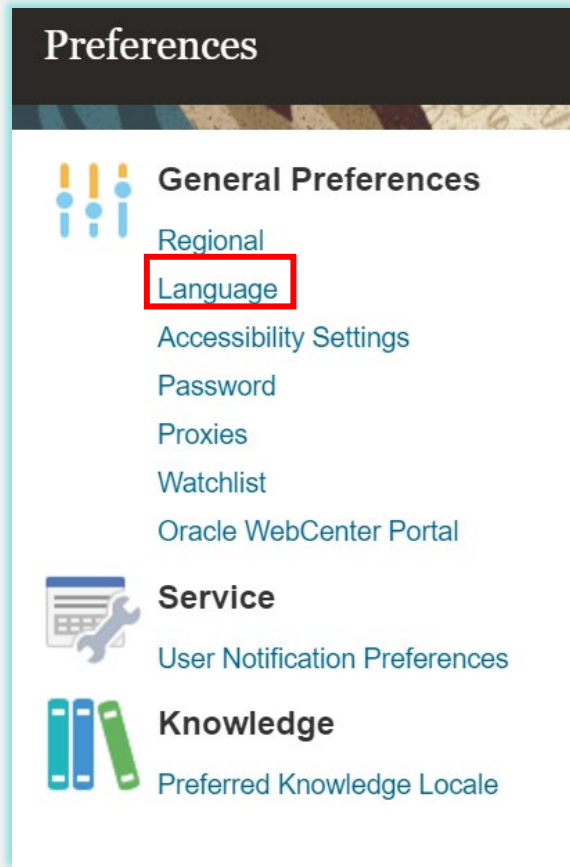 Preferences
General Preferences
Regional
Language
Accessibility Settings
Password
Proxies
Watchlist
Oracle WebCenter Portal
Service
User Notification Preferences
Knowledge
Preferred Knowledge Locale